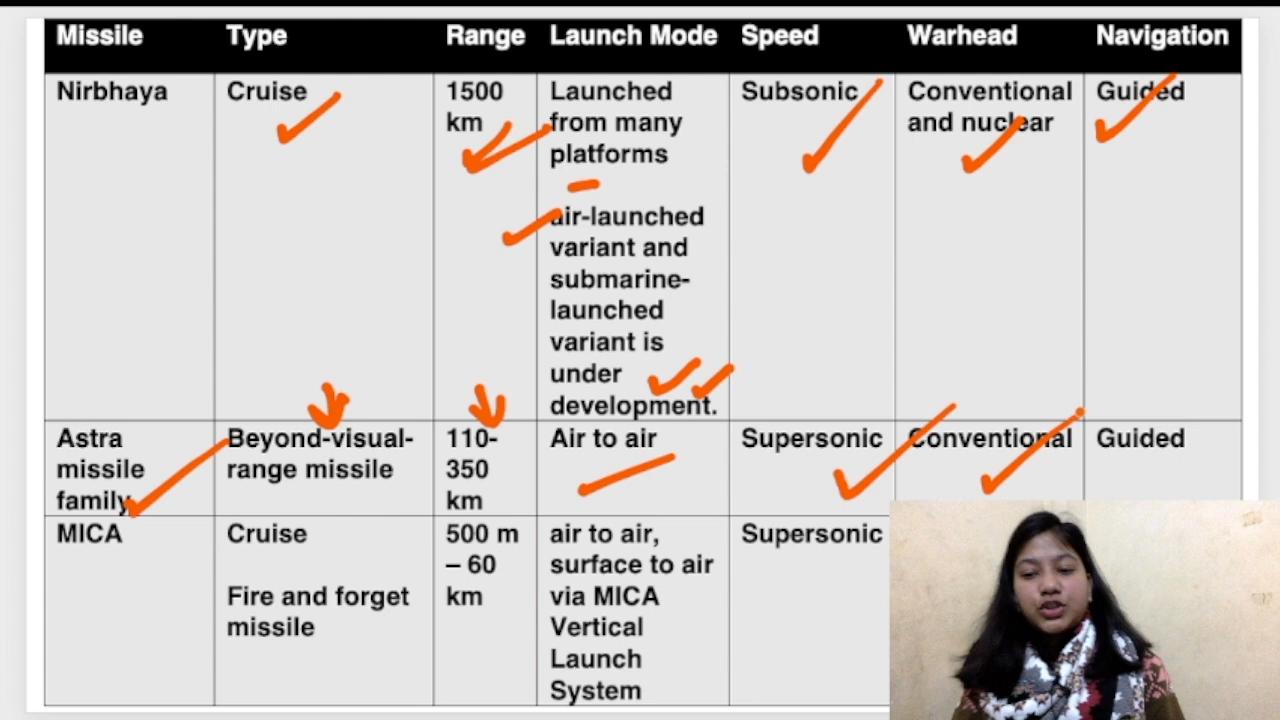 Missile Type Range Launch Mode Speed Warhead Navigation
Nirbhaya Cruise 1500 Launched Subsonic Conventional Guided
km from many and nuclear
platforms
air-launched
variant and
submarine-
launched
variant is
under
development.
Astra Beyond-visual- 110- Air to air Supersonic Conventional Guided
missile range missile 350
family km
MICA Cruise 500 m air to air, Supersonic
– 60 surface to air
Fire and forget km via MICA
missile Vertical
Launch
System